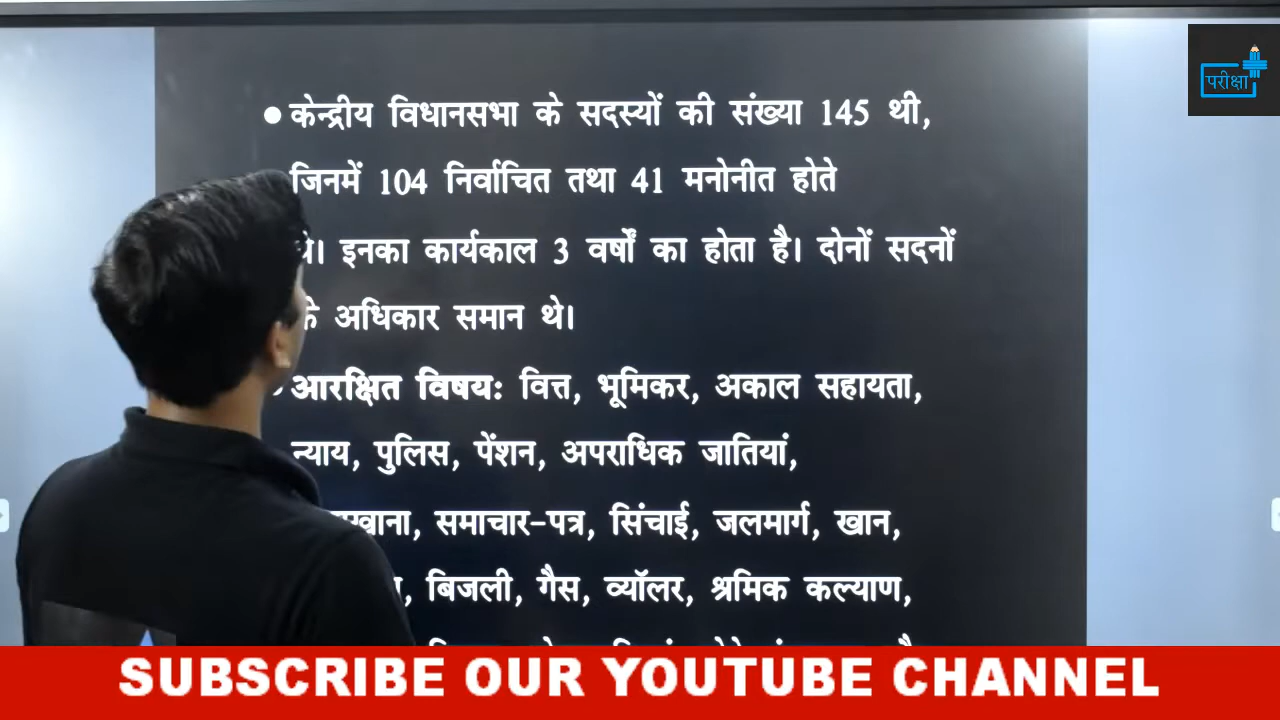 परीक्षा
केन्द्रीय विधानसभा के सदस्यों की संख्या 145 थी,
जिनमें 104 निर्वाचित तथा 41 मनोनीत होते
थे। इनका कार्यकाल 3 वर्षों का होता है। दोनों सदनों
के अधिकार समान थे।
आरक्षित विषय: वित्त, भूमिकर, अकाल सहायता,
न्याय, पुलिस, पेंशन, अपराधिक जातियां,
समाचार-पत्र, सिंचाई, जलमार्ग, खान,
बिजली, गैस, व्यॉलर, श्रमिक कल्याण,
SUBSCRIBE OUR YOUTUBE CHANNEL